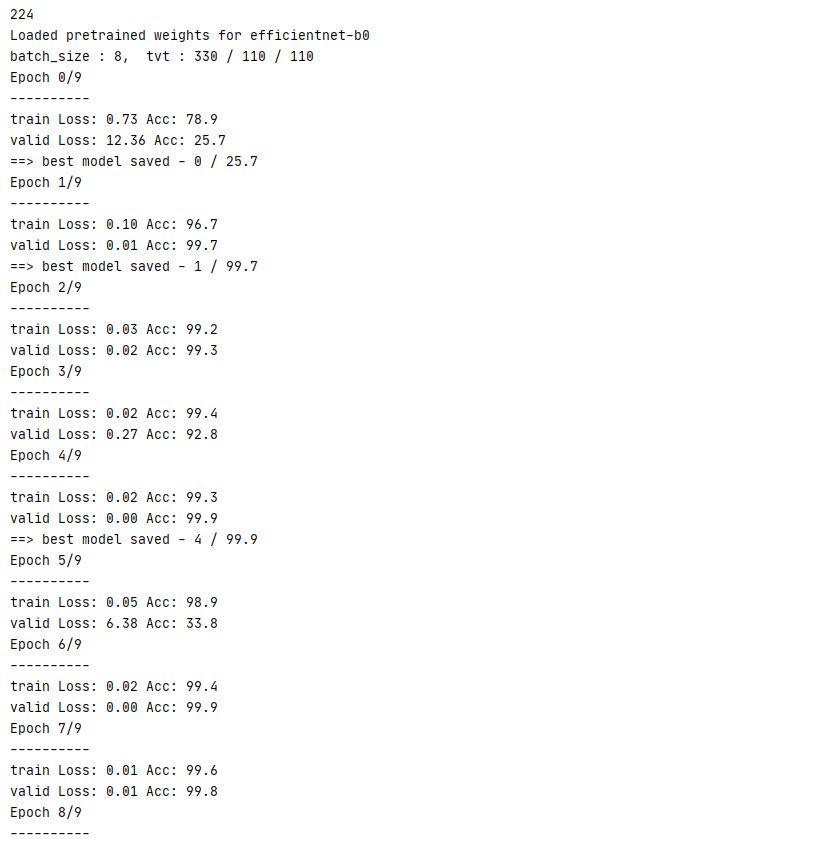 224
Loaded pretrained weights for efficientnet-b0
batch_size : 8,  tvt : 330 / 110 / 110
Epoch 0/9
----------
train Loss: 0.73 Acc: 78.9
valid Loss: 12.36 Acc: 25.7
==> best model saved - 0 / 25.7
Epoch 1/9
----------
train Loss: 0.10 Acc: 96.7
valid Loss: 0.01 Acc: 99.7
==> best model saved - 1 / 99.7
Epoch 2/9
----------
train Loss: 0.03 Acc: 99.2
valid Loss: 0.02 Acc: 99.3
Epoch 3/9
----------
train Loss: 0.02 Acc: 99.4
valid Loss: 0.27 Acc: 92.8
Epoch 4/9
----------
train Loss: 0.02 Acc: 99.3
valid Loss: 0.00 Acc: 99.9
==> best model saved - 4 / 99.9
Epoch 5/9
----------
train Loss: 0.05 Acc: 98.9
valid Loss: 6.38 Acc: 33.8
Epoch 6/9
----------
train Loss: 0.02 Acc: 99.4
valid Loss: 0.00 Acc: 99.9
Epoch 7/9
----------
train Loss: 0.01 Acc: 99.6
valid Loss: 0.01 Acc: 99.8
Epoch 8/9
----------